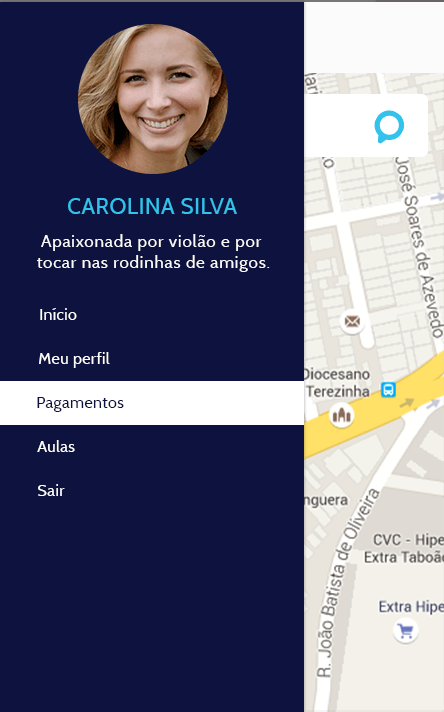 CAROLINA SILVA
Apaixonada por violão e por
tocar nas rodinhas de amigos.
Início
Meu perfil
Pagamentos
Aulas
Sair
José Soares de Azevedo
Diocesano
Terezinha
R. João Batista de Oliveira
CVC - Hipe
Extra Taboã
Extra Hipe